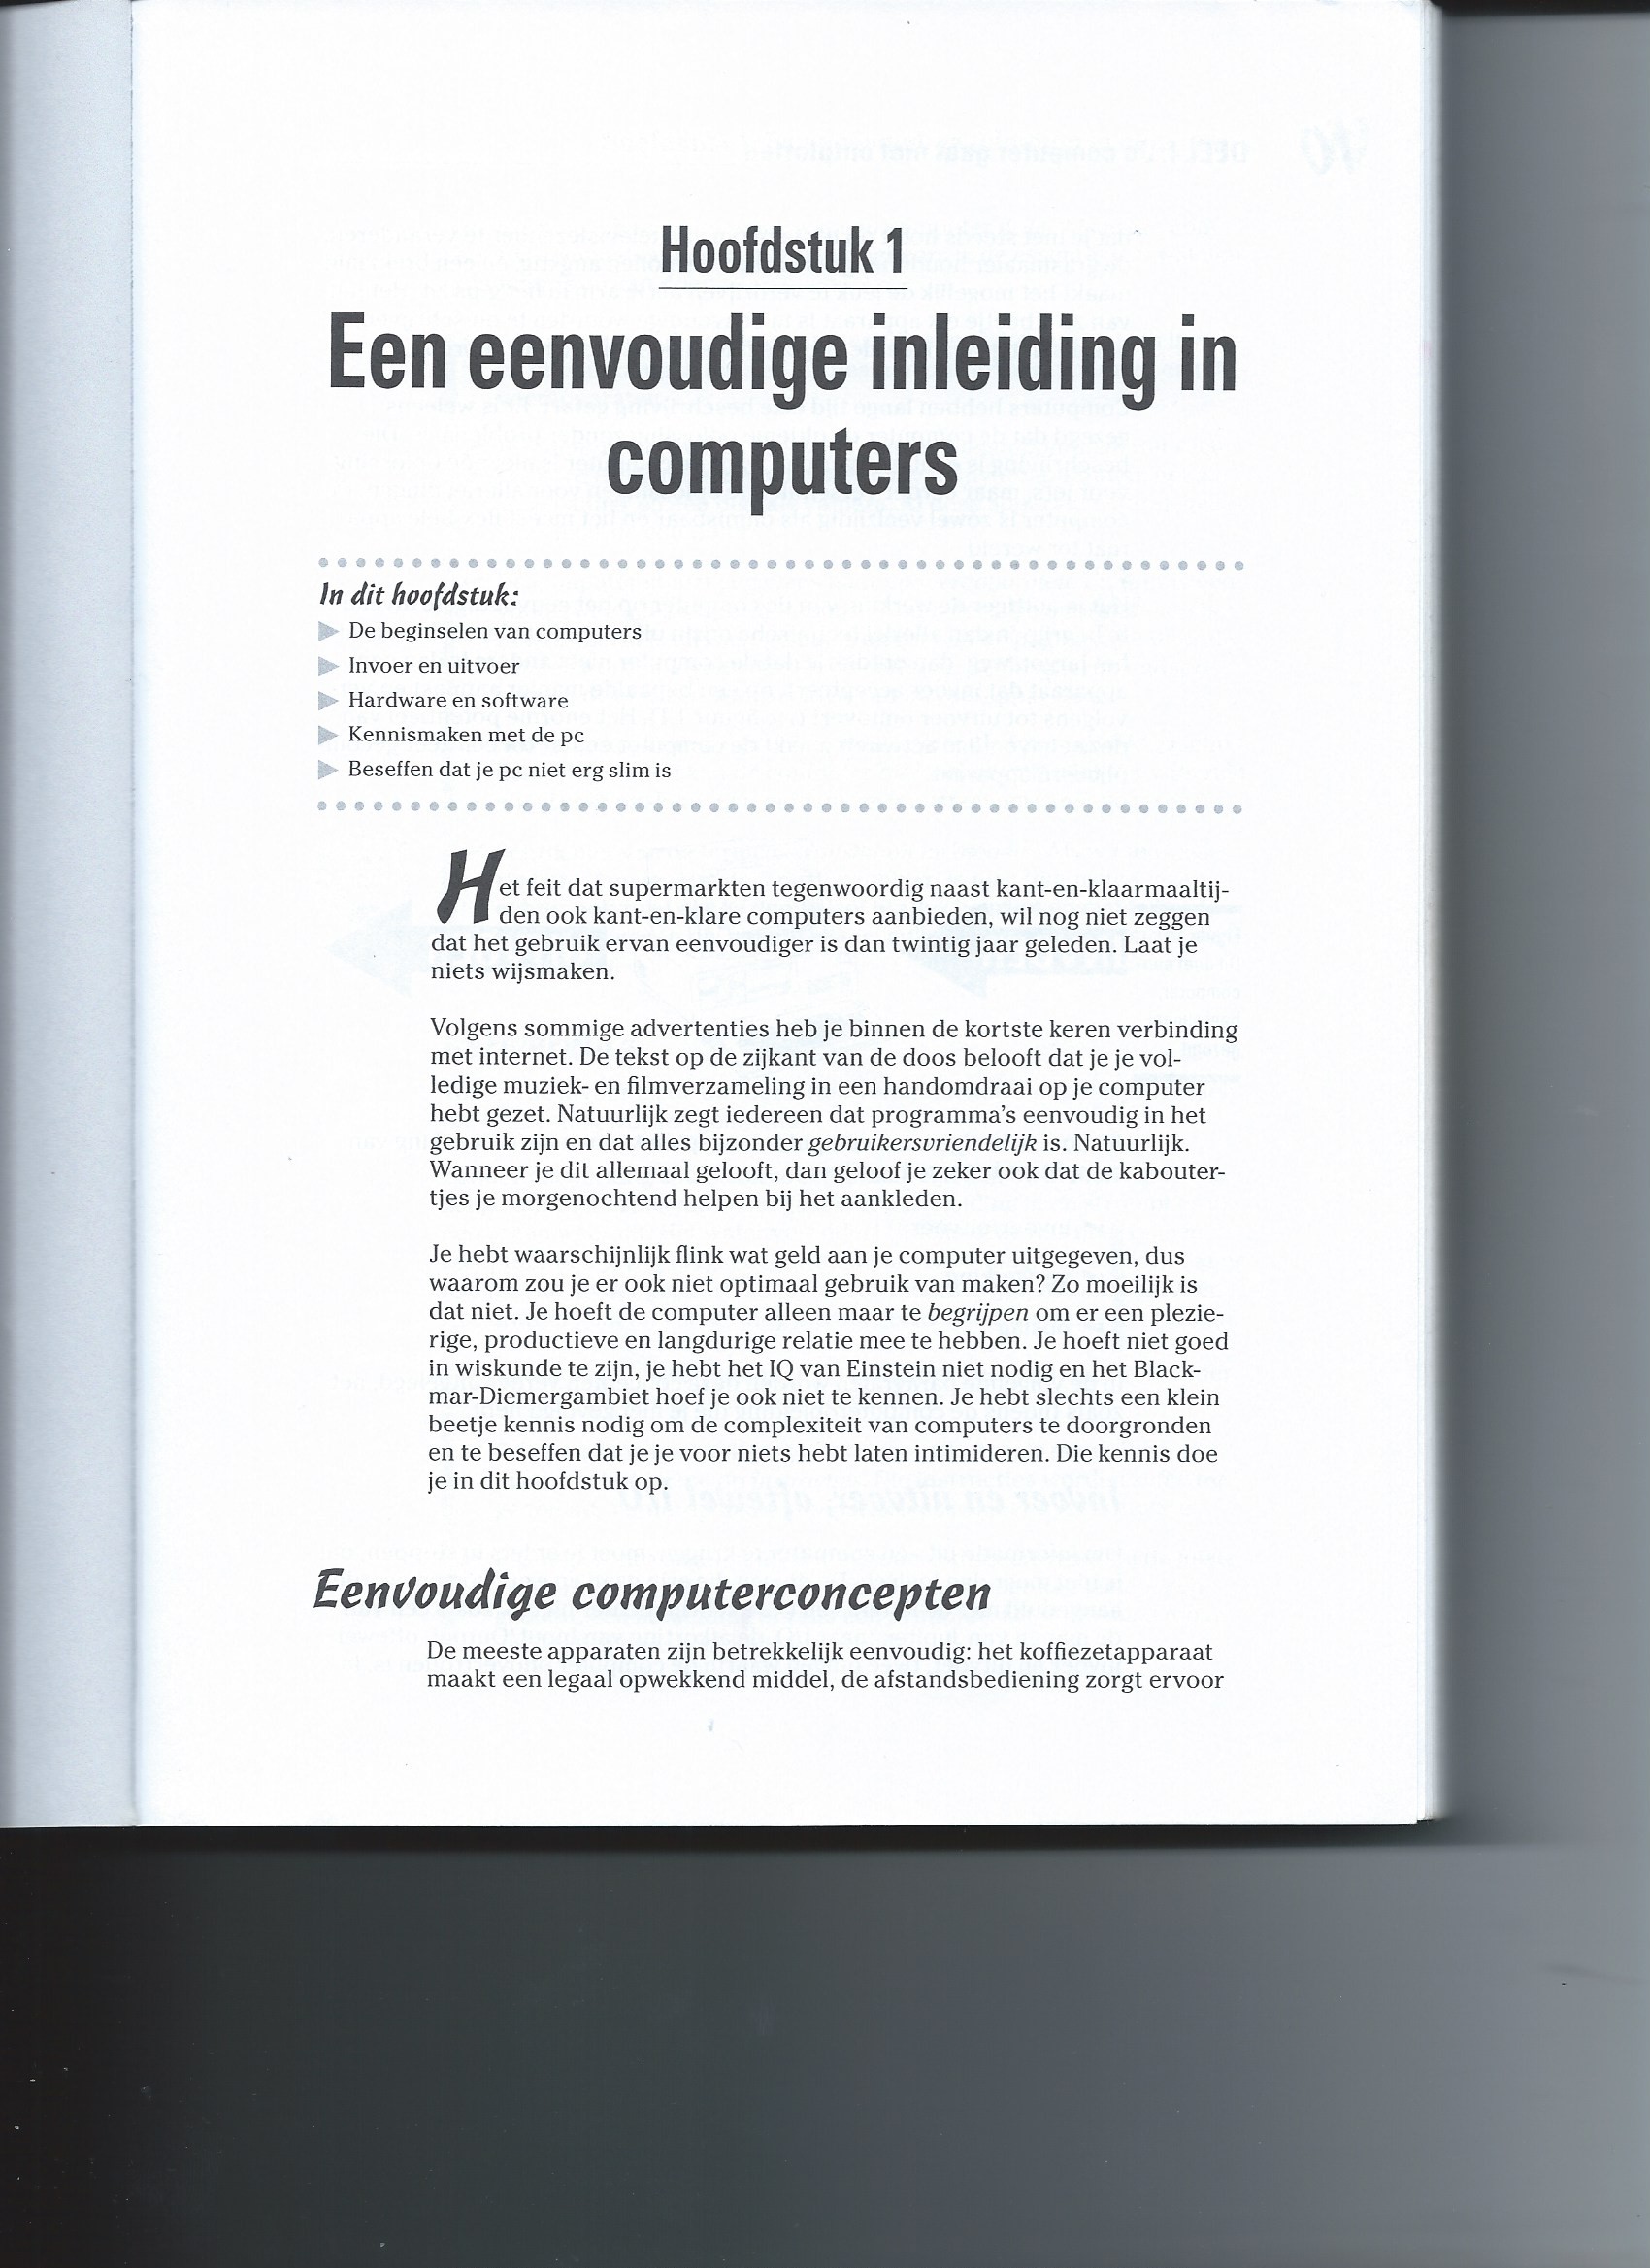 Hoofdstuk 1
Een eenvoudige inleiding in
computers
In dit hoofdstuk:
De beginselen van computers
Invoer en uitvoer
Hardware en software
Kennismaken met de pc
Beseffen dat je pc niet erg slim is
Het feit dat supermarkten tegenwoordig naast kant-en-klaarmaaltij-
den ook kant-en-klare computers aanbieden, wil nog niet zeggen
dat het gebruik ervan eenvoudiger is dan twintig jaar geleden. Laat je
niets wijsmaken.
Volgens sommige advertenties heb je binnen de kortste keren verbinding
met internet. De tekst op de zijkant van de doos belooft dat je je vol-
ledige muziek- en filmverzameling in een handomdraai op je computer
hebt gezet. Natuurlijk zegt iedereen dat programma's eenvoudig in het
gebruik zijn en dat alles bijzonder gebruikersvriendelijk is. Natuurlijk.
Wanneer je dit allemaal gelooft, dan geloof je zeker ook dat de kabouter-
tjes je morgenochtend helpen bij het aankleden.
Je hebt waarschijnlijk flink wat geld aan je computer uitgegeven, dus
waarom zou je er ook niet optimaal gebruik van maken? Zo moeilijk is
dat niet. Je hoeft de computer alleen maar te begrijpen om er een plezie-
rige, productieve en langdurige relatie mee te hebben. Je hoeft niet goed
in wiskunde te zijn, je hebt het IQ van Einstein niet nodig en het Black-
mar-Diemergambiet hoef je ook niet te kennen. Je hebt slechts een klein
beetje kennis nodig om de complexiteit van computers te doorgronden
en te beseffen dat je je voor niets hebt laten intimideren. Die kennis doe
je in dit hoofdstuk op.
Eenvoudige computerconcepten
De meeste apparaten zijn betrekkelijk eenvoudig: het koffiezetapparaat
maakt een legaal opwekkend middel, de afstandsbediening zorgt ervoor